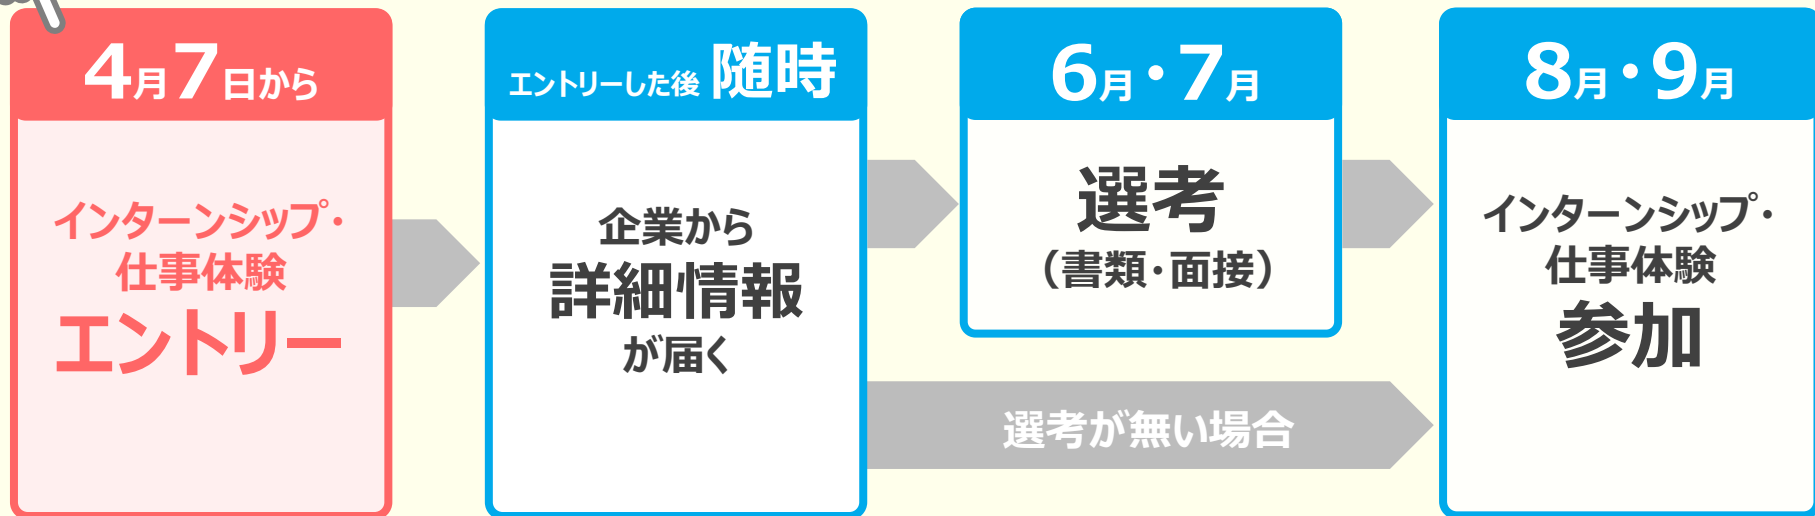 4月7日から
インターンシップ・
仕事体験
エントリー
エントリーした後 随時
企業から
詳細情報
が届く
6月・7月
選考
（書類・面接）
選考が無い場合
8月・9月
インターンシップ・
仕事体験
参加